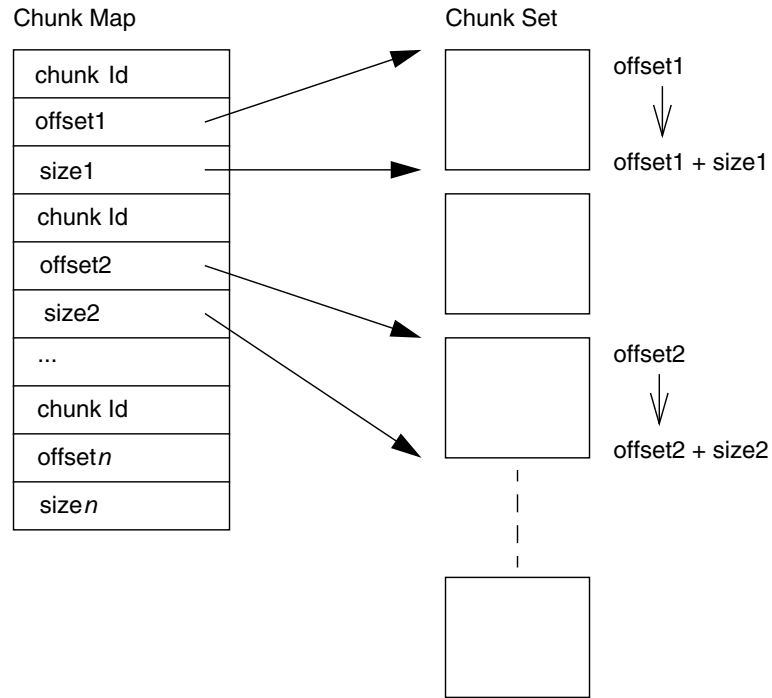 Chunk Map
chunk Id
offset1
size1
chunk Id
offset2
size2
...
chunk Id
offsetn
sizen
Chunk Set
offset1
offset1 + size1
offset2
offset2 + size2